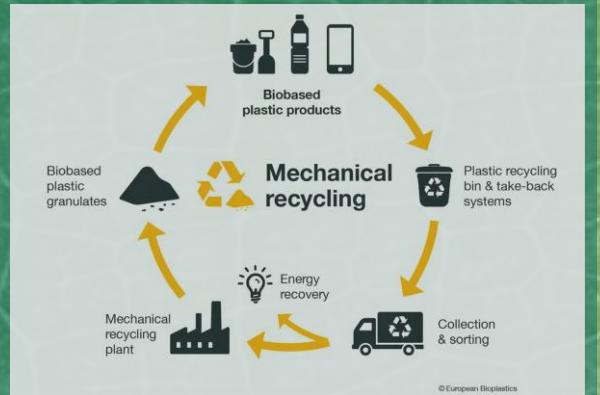 Biobased
plastic products
Biobased
plastic
granulates
Mechanical
recycling
Plastic recycling
bin & take-back
systems
Energy
recovery
Mechanical
recycling
plant
Collection
& sorting
© European Bioplastics